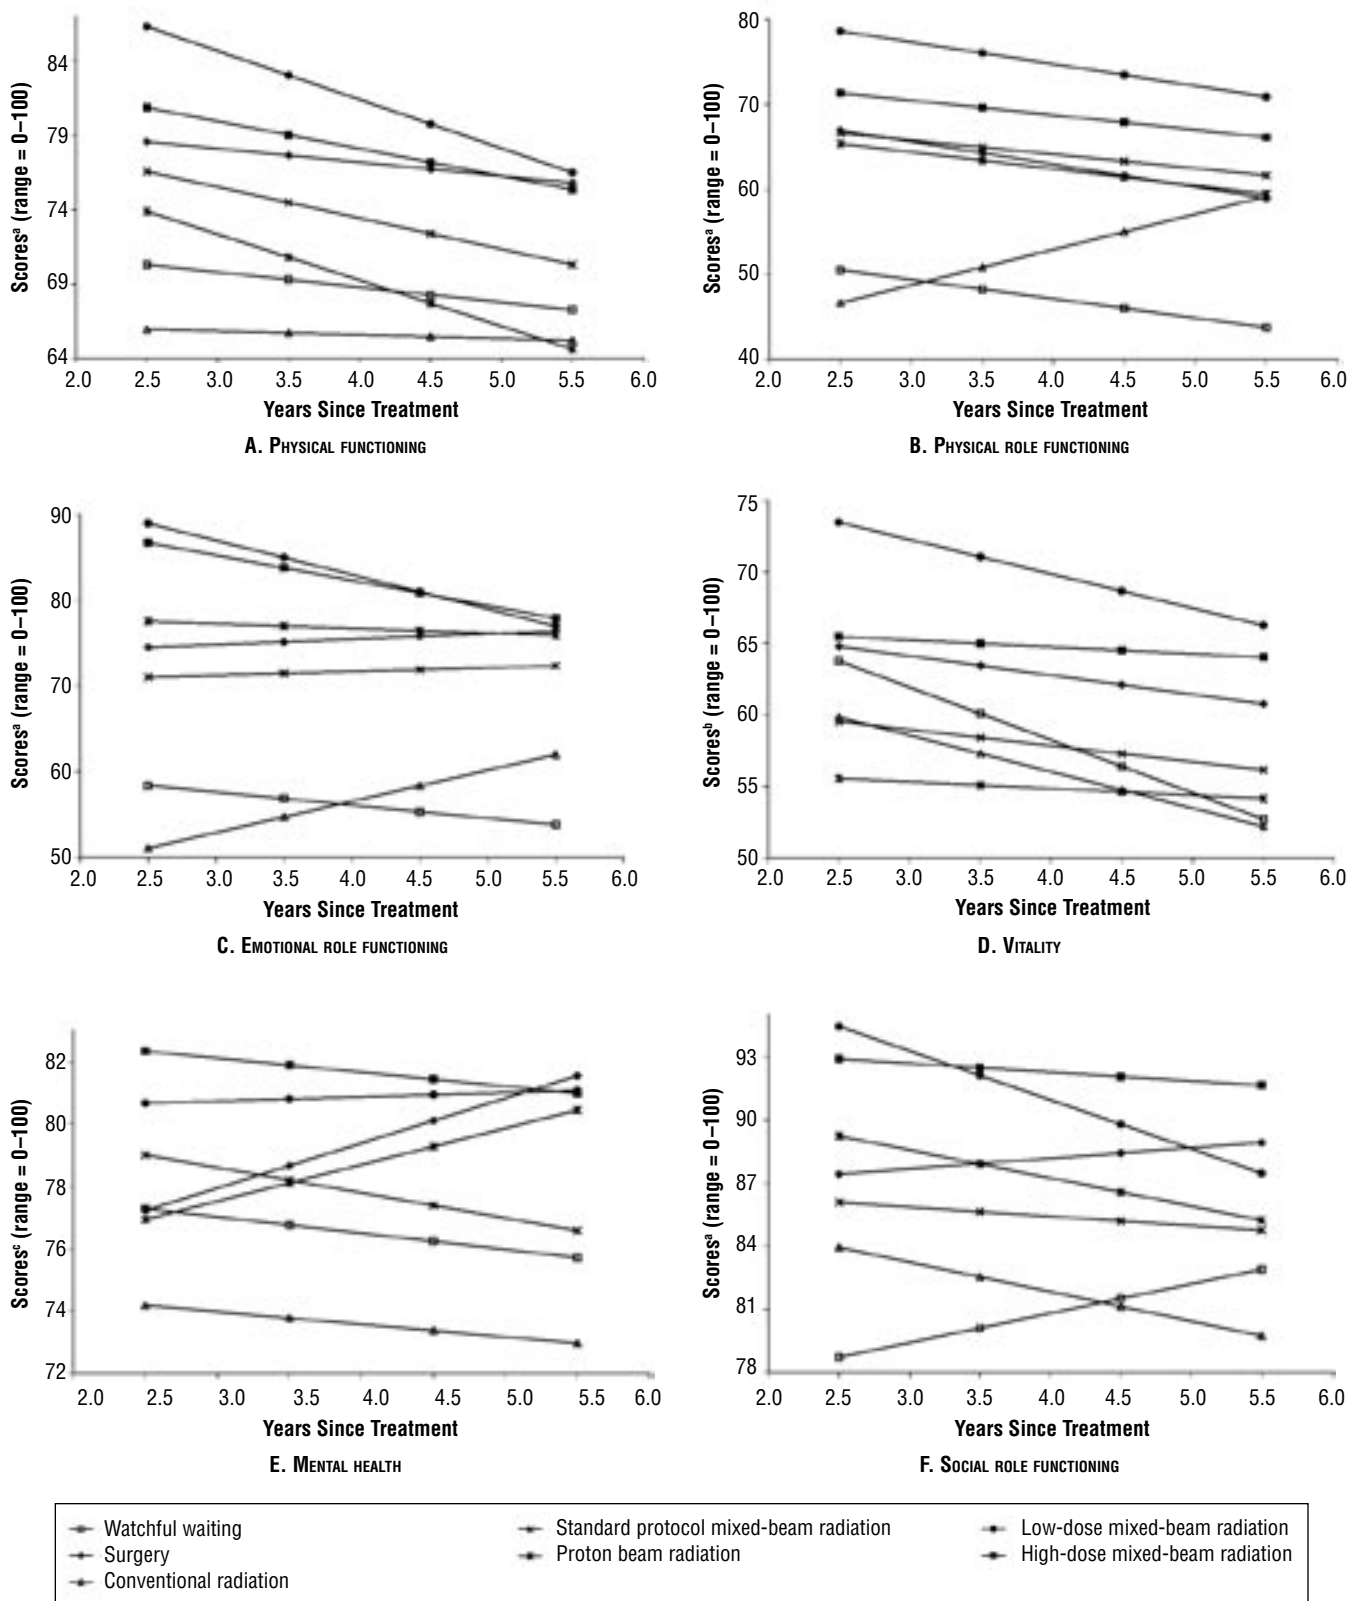 Scoresᵃ (range = 0–100)
84
79
74
69
64
2.0 2.5 3.0 3.5 4.0 4.5 5.0 5.5 6.0
Years Since Treatment
A. Physical functioning
Scoresᵃ (range = 0–100)
80
70
60
50
40
2.0 2.5 3.0 3.5 4.0 4.5 5.0 5.5 6.0
Years Since Treatment
B. Physical role functioning
Scoresᵃ (range = 0–100)
90
80
70
60
50
2.0 2.5 3.0 3.5 4.0 4.5 5.0 5.5 6.0
Years Since Treatment
C. Emotional role functioning
Scoresᵇ (range = 0–100)
75
70
65
60
55
50
2.0 2.5 3.0 3.5 4.0 4.5 5.0 5.5 6.0
Years Since Treatment
D. Vitality
Scoresᶜ (range = 0–100)
82
80
78
76
74
72
2.0 2.5 3.0 3.5 4.0 4.5 5.0 5.5 6.0
Years Since Treatment
E. Mental health
Scoresᵃ (range = 0–100)
93
90
87
84
81
78
2.0 2.5 3.0 3.5 4.0 4.5 5.0 5.5 6.0
Years Since Treatment
F. Social role functioning
Watchful waiting
Surgery
Conventional radiation
Standard protocol mixed-beam radiation
Proton beam radiation
Low-dose mixed-beam radiation
High-dose mixed-beam radiation